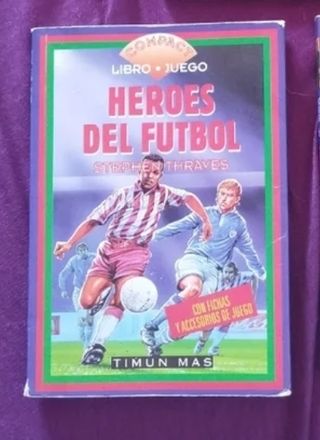 COMPACT
LIBRO • JUEGO
HEROES
DEL FUTBOL
STEPHEN THRAVES
CON FICHAS
Y ACCESORIOS DE JUEGO
TIMUN MAS